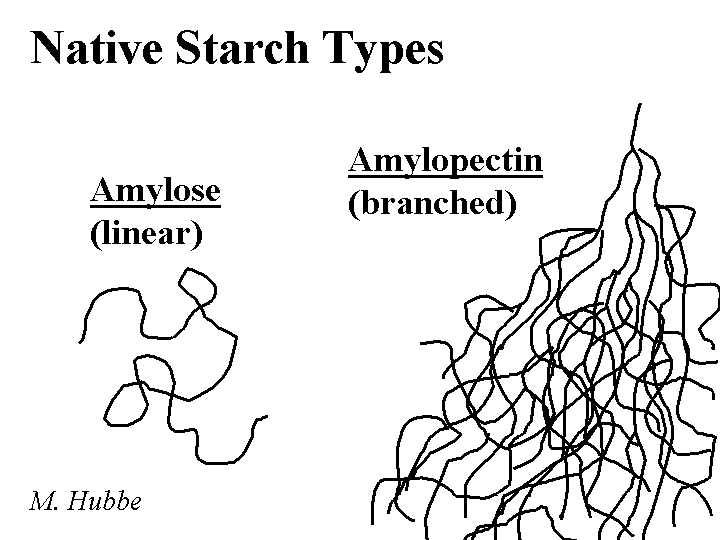 Native Starch Types
Amylose
(linear)
Amylopectin
(branched)
M. Hubbe